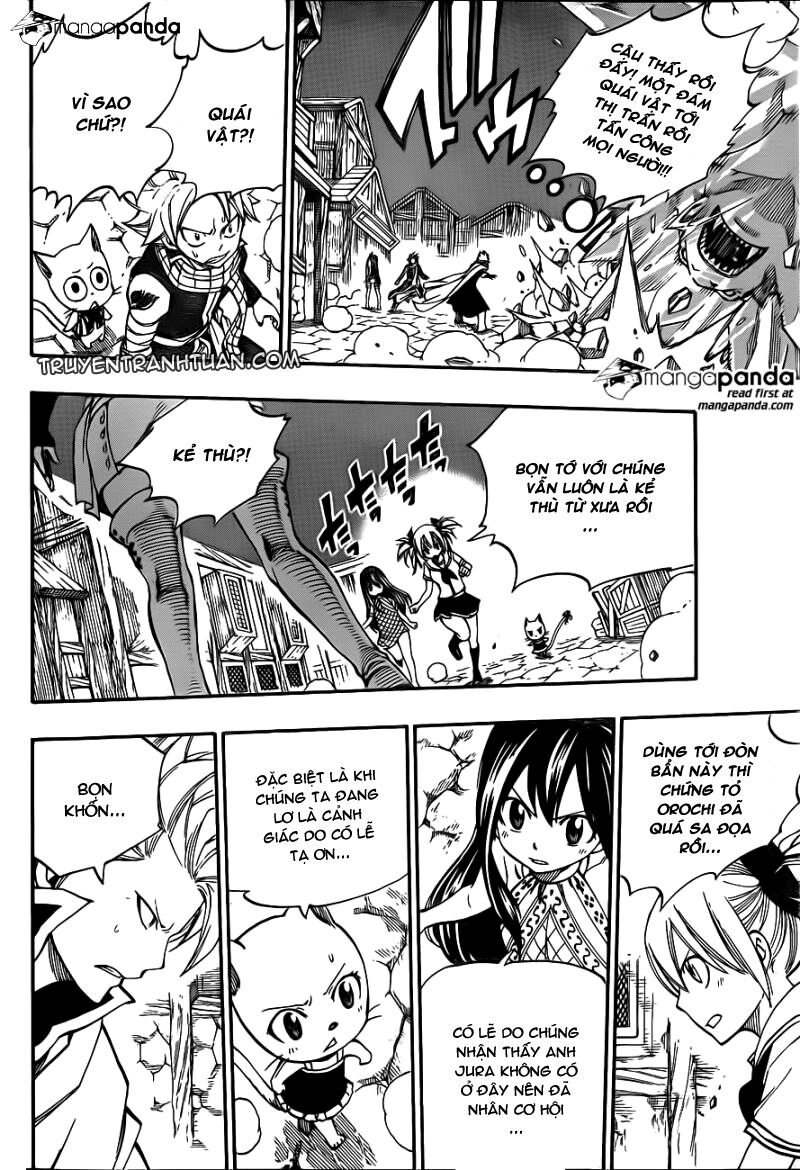 mangapanda
CẬU THẤY RỒI
ĐẤY! MỘT ĐÁM
QUÁI VẬT TỚI
THỊ TRẤN RỒI
TẤN CÔNG
MỌI NGƯỜI!!!
QUÁI
VẬT?!
VÌ SAO
CHỨ?!
TRUYENTRANHTUAN.COM
mangapanda
read first at
mangapanda.com
BỌN TỚ VỚI CHÚNG
VẪN LUÔN LÀ KẺ
THÙ TỪ XƯA RỒI
...
KẺ THÙ?!
DÙNG TỚI ĐÒN
BẨN NÀY THÌ
CHỨNG TỎ
OROCHI ĐÃ
QUÁ SA ĐỌA
RỒI...
CÓ LẼ DO CHÚNG
NHẬN THẤY ANH
JURA KHÔNG CÓ
Ở ĐÂY NÊN ĐÃ
NHÂN CƠ HỘI
...
ĐẶC BIỆT LÀ KHI
CHÚNG TA ĐANG
LƠ LÀ CẢNH
GIÁC DO CÓ LỄ
TẠ ƠN...
BỌN
KHỐN...